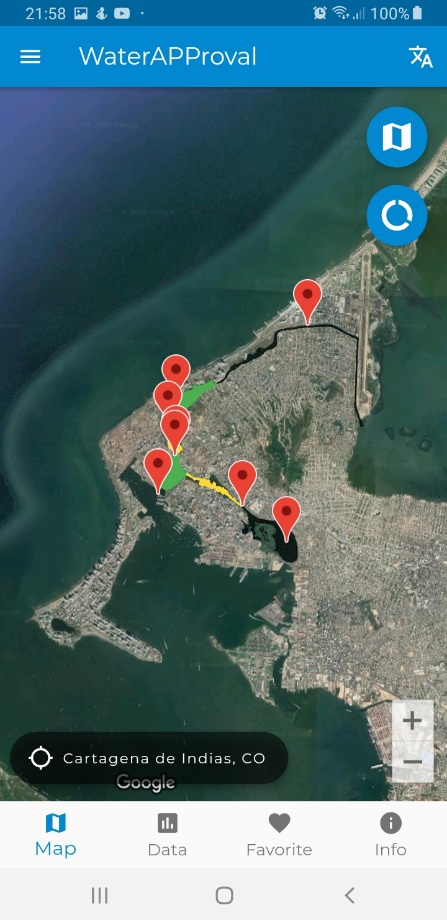 21:58
100%
WaterAPProval
Cartagena de Indias, CO
Google
Map
Data
Favorite
Info